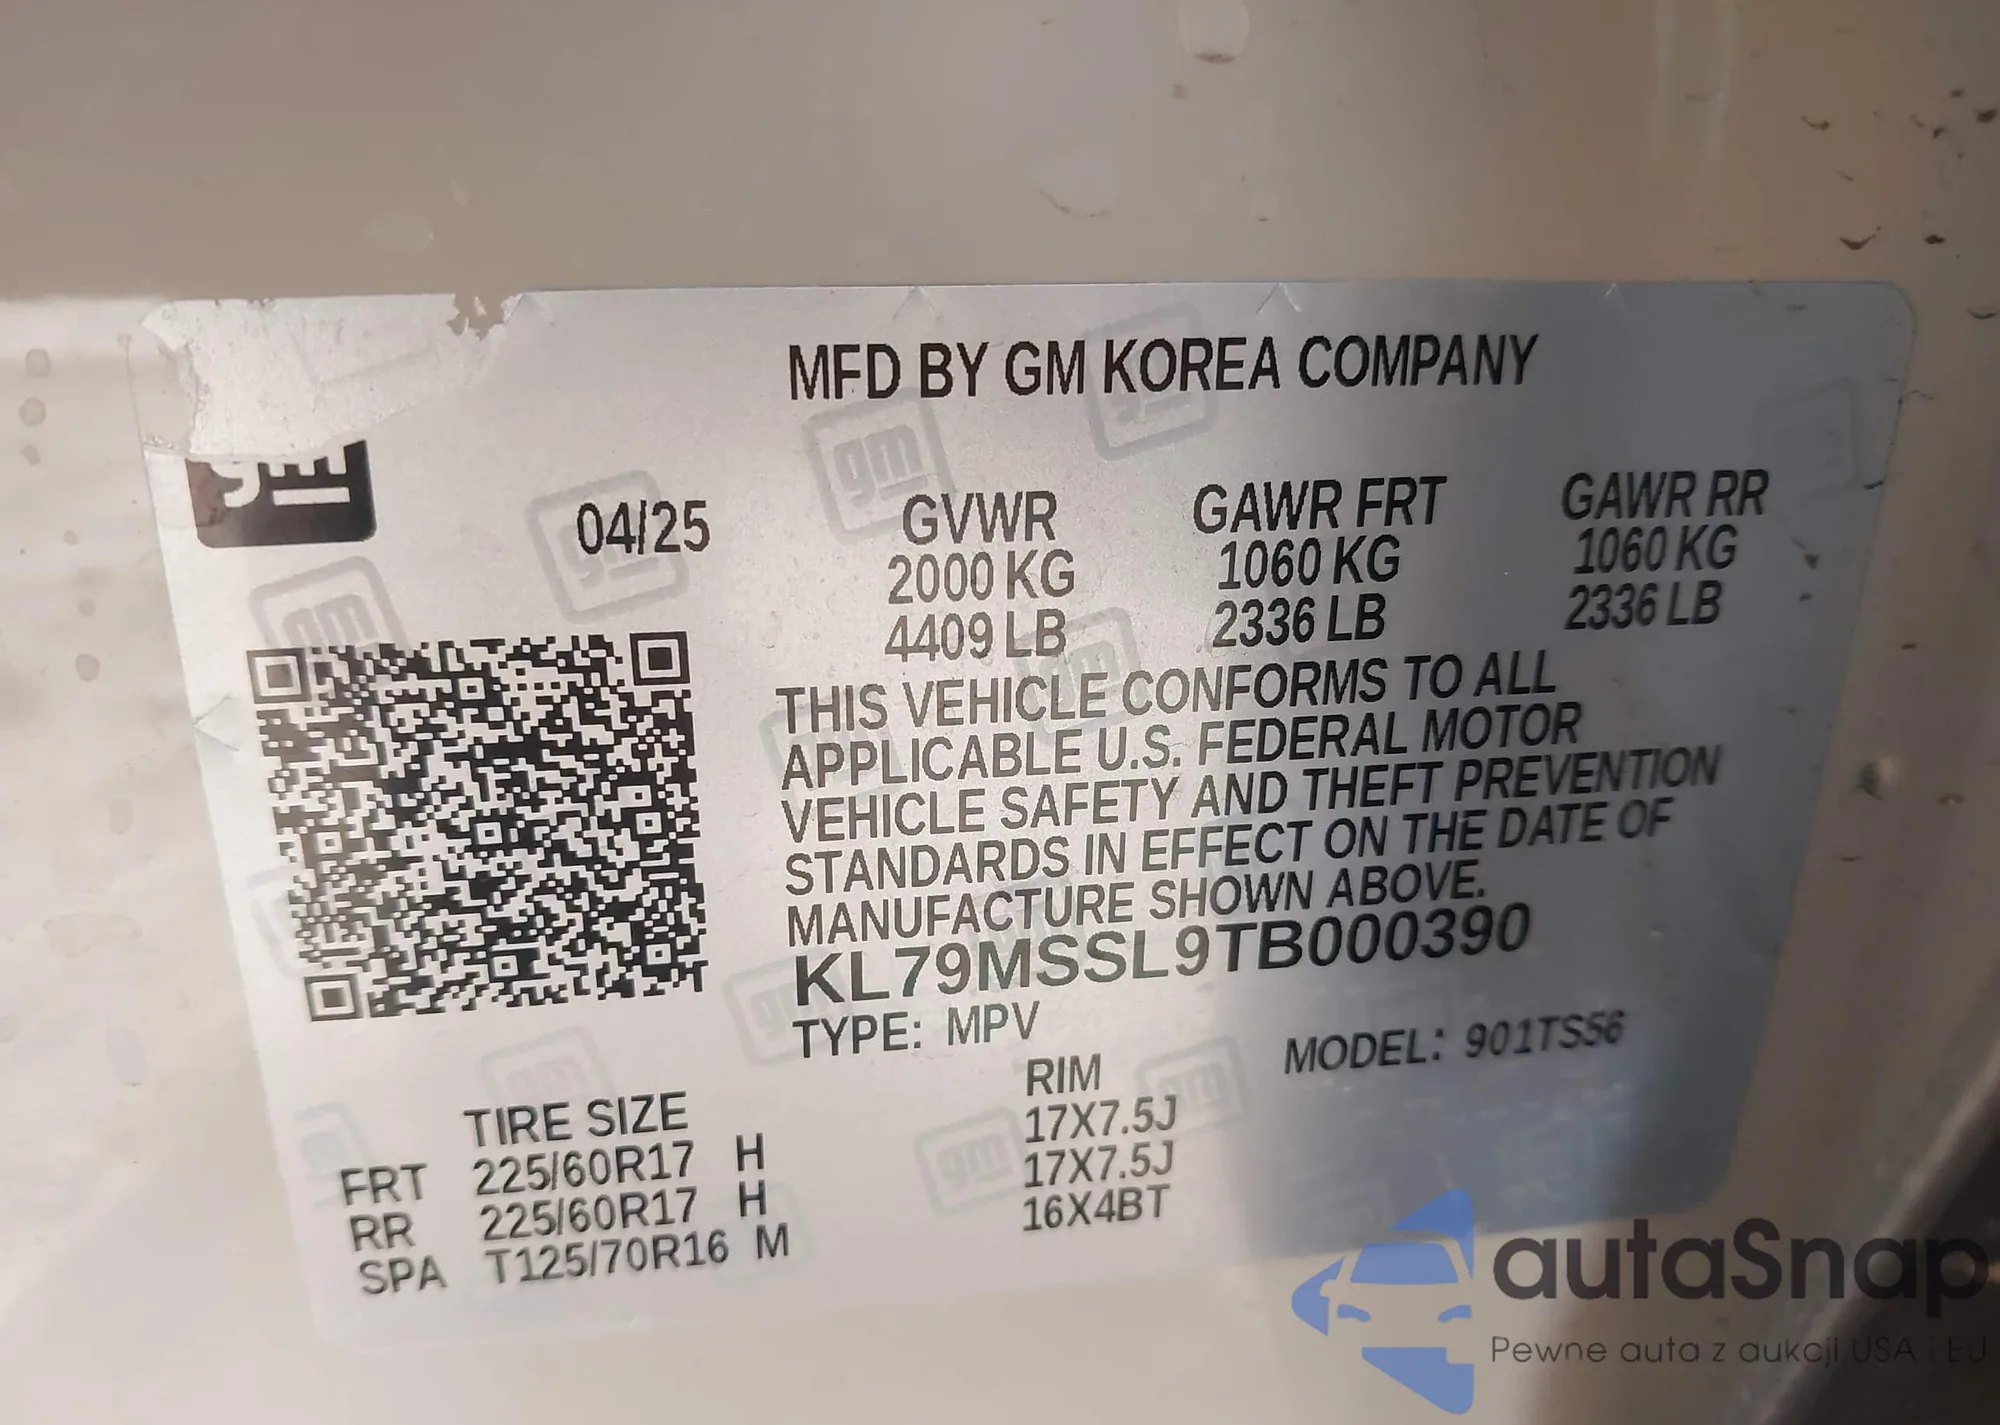 MFD BY GM KOREA COMPANY
gm
04/25
GVWR GAWR FRT GAWR RR
2000 KG 1060 KG 1060 KG
4409 LB 2336 LB 2336 LB
THIS VEHICLE CONFORMS TO ALL
APPLICABLE U.S. FEDERAL MOTOR
VEHICLE SAFETY AND THEFT PREVENTION
STANDARDS IN EFFECT ON THE DATE OF
MANUFACTURE SHOWN ABOVE.
KL79MSSL9TB000390
TYPE: MPV MODEL: 901TS56
TIRE SIZE RIM
FRT 225/60R17 H 17X7.5J
RR 225/60R17 H 17X7.5J
SPA T125/70R16 M 16X4BT
autaSnap
Pewne auta z aukcji USA i EU